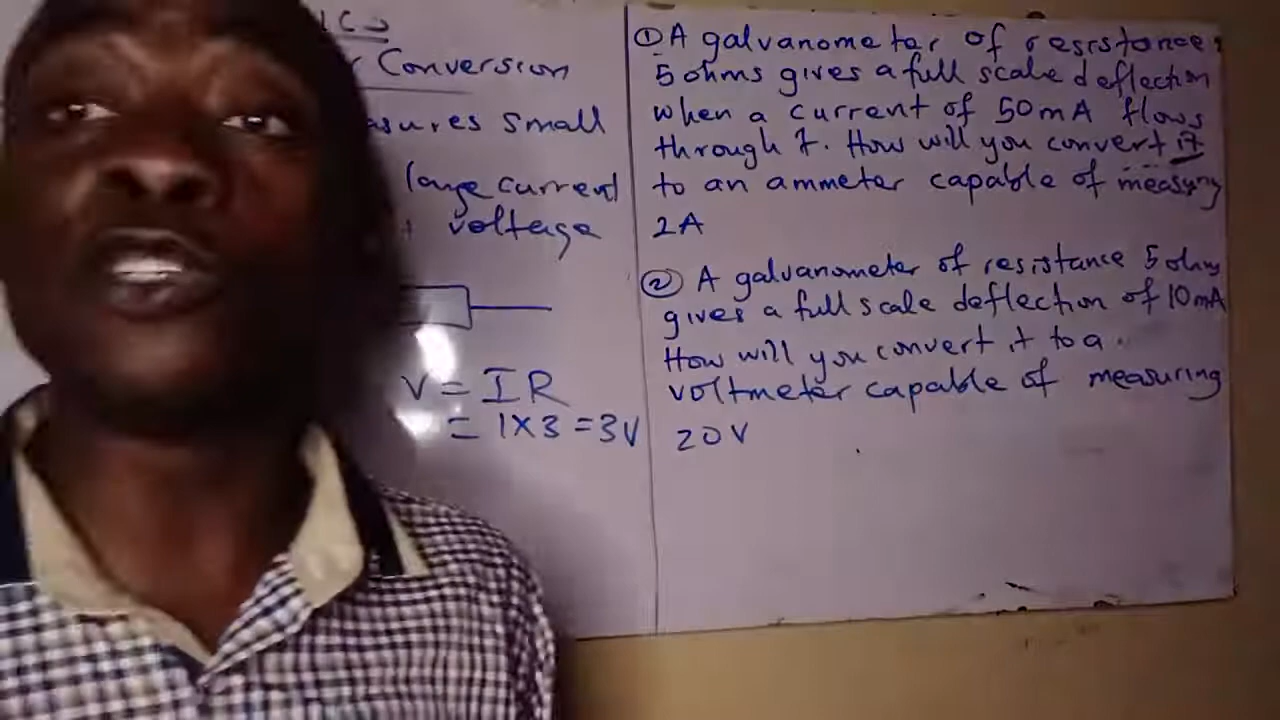 Conversion
small
large current
voltage
V = IR
= 1X3 = 3V
① A galvanometer of resistance
5 ohms gives a full scale deflection
when a current of 50mA flows
through it. How will you convert it
to an ammeter capable of measuring
2A
② A galvanometer of resistance 5 ohms
gives a full scale deflection of 10mA
How will you convert it to a
voltmeter capable of measuring
20V